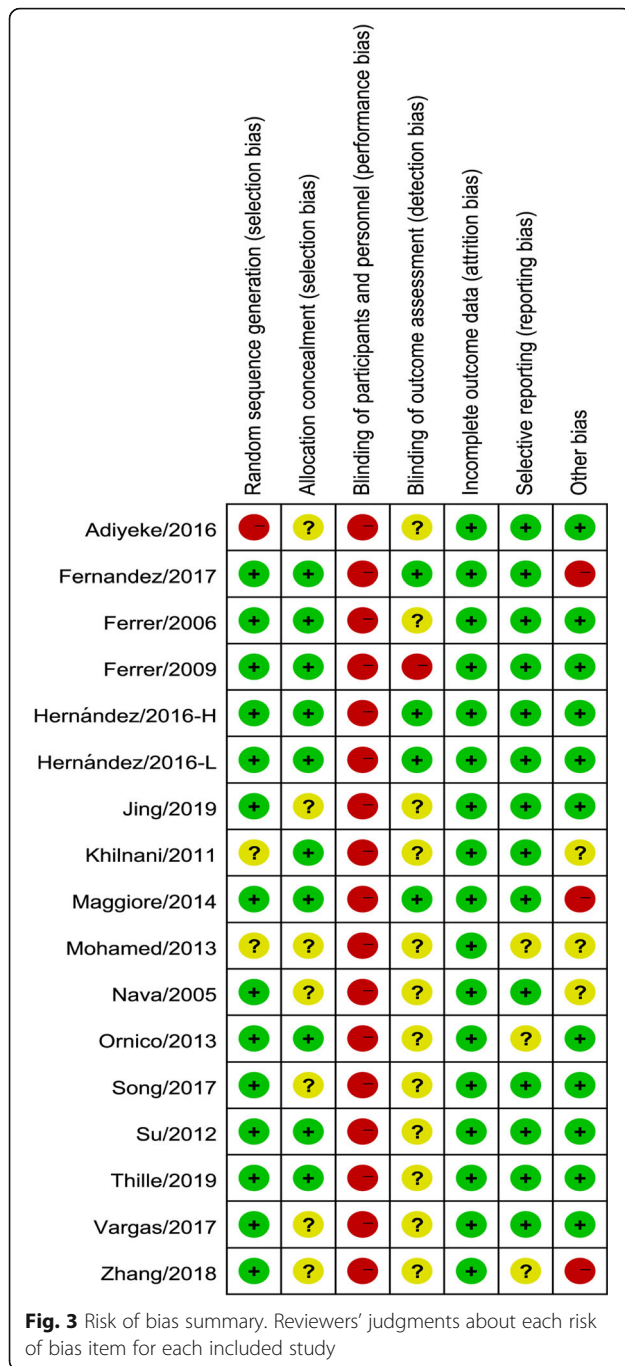 Random sequence generation (selection bias)
Allocation concealment (selection bias)
Blinding of participants and personnel (performance bias)
Blinding of outcome assessment (detection bias)
Incomplete outcome data (attrition bias)
Selective reporting (reporting bias)
Other bias
Adiyeke/2016 - ? - ? + + +
Fernandez/2017 + + - + + + -
Ferrer/2006 + + - ? + + +
Ferrer/2009 + + - - + + +
Hernández/2016-H + + - + + + +
Hernández/2016-L + + - + + + +
Jing/2019 + ? - ? + + +
Khilnani/2011 ? + - ? + + ?
Maggiore/2014 + + - + + + -
Mohamed/2013 ? ? - ? + ? ?
Nava/2005 + ? - ? + + ?
Ornico/2013 + + - ? + ? +
Song/2017 + ? - ? + + +
Su/2012 + + - ? + + +
Thille/2019 + + - ? + + +
Vargas/2017 + ? - ? + + +
Zhang/2018 + ? - ? + ? -
Fig. 3 Risk of bias summary. Reviewers’ judgments about each risk
of bias item for each included study